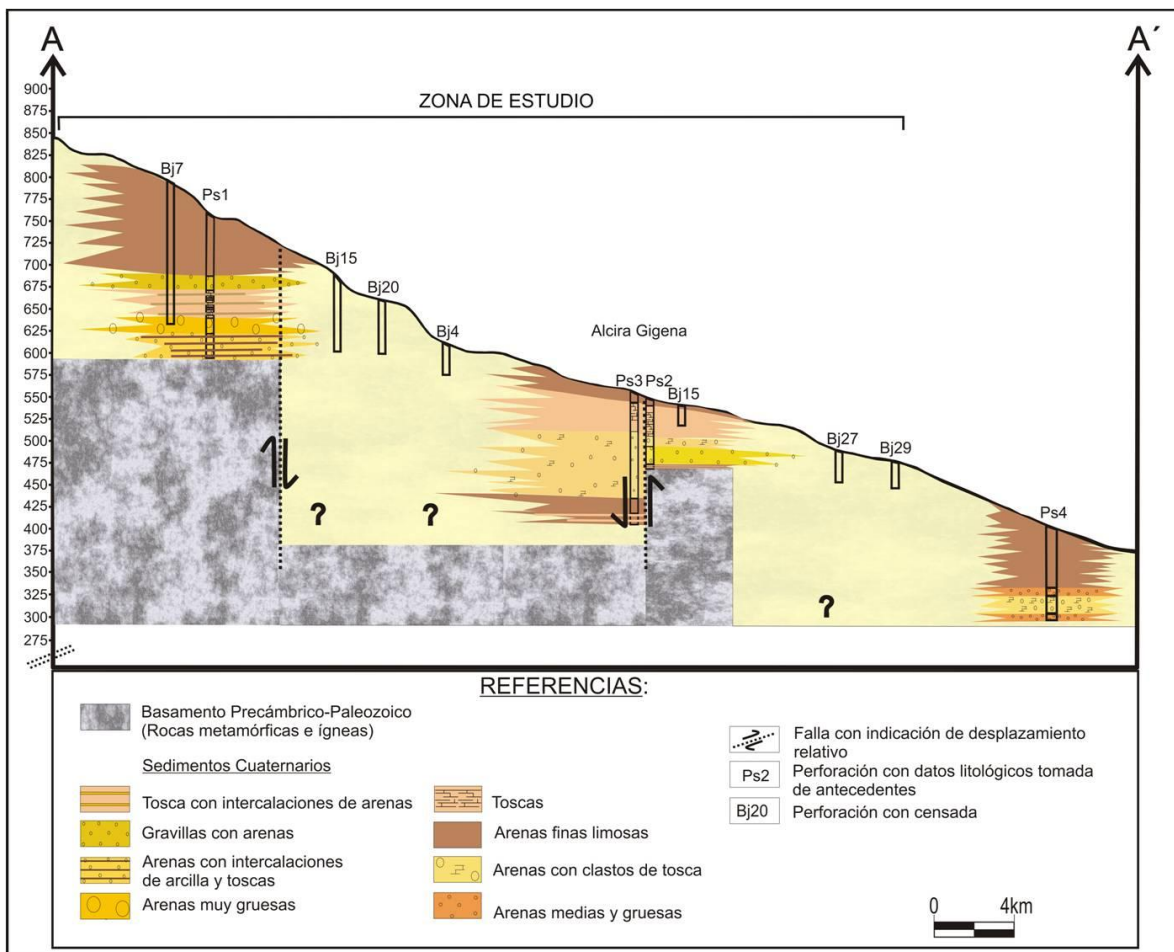 A
A´
ZONA DE ESTUDIO
900
875
850
825
800
775
750
725
700
675
650
625
600
575
550
525
500
475
450
425
400
375
350
325
300
275
Bj7
Ps1
Bj15
Bj20
Bj4
Alcira Gigena
Ps3
Ps2
Bj15
Bj27
Bj29
Ps4
?
?
?
REFERENCIAS:
Basamento Precámbrico-Paleozoico
(Rocas metamórficas e ígneas)
Sedimentos Cuaternarios
Tosca con intercalaciones de arenas
Gravillas con arenas
Arenas con intercalaciones
de arcilla y toscas
Arenas muy gruesas
Toscas
Arenas finas limosas
Arenas con clastos de tosca
Arenas medias y gruesas
Falla con indicación de desplazamiento
relativo
Ps2
Perforación con datos litológicos tomada
de antecedentes
Bj20
Perforación con censada
0
4km